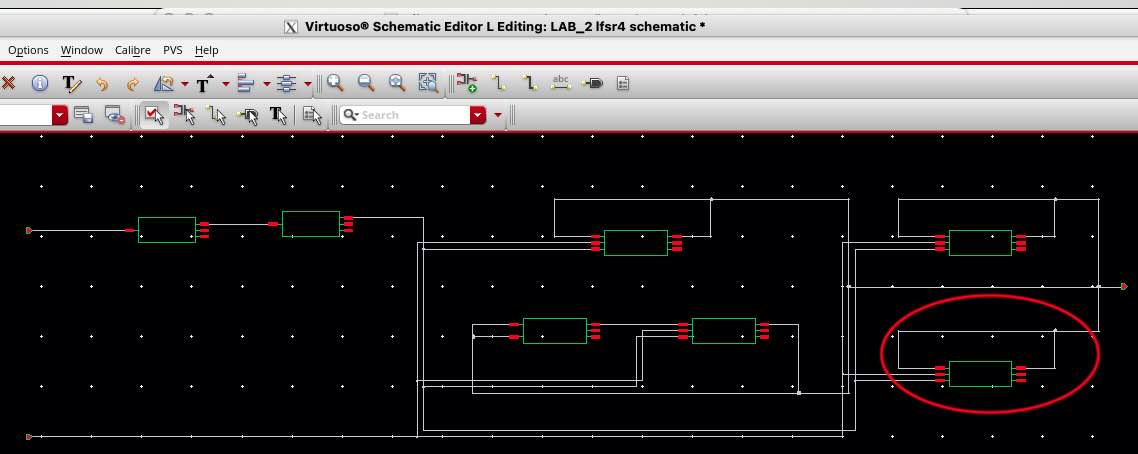 Virtuoso® Schematic Editor L Editing: LAB_2 lfsr4 schematic *
Options Window Calibre PVS Help
abc
Search